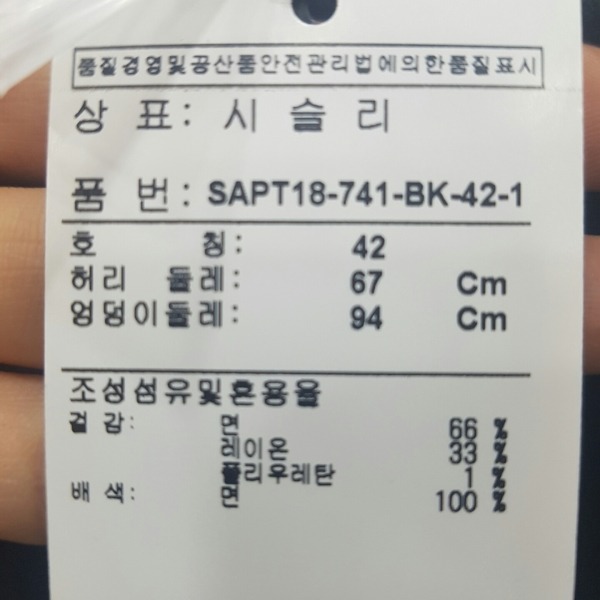 품질경영및공산품안전관리법에의한품질표시
상 표: 시 슬 리
품 번: SAPT18-741-BK-42-1
호 칭: 42
허리 둘레: 67 Cm
엉덩이둘레: 94 Cm
조성섬유및혼용율
겉 감: 면 66 %
레이온 33 %
폴리우레탄 1 %
배 색: 면 100 %